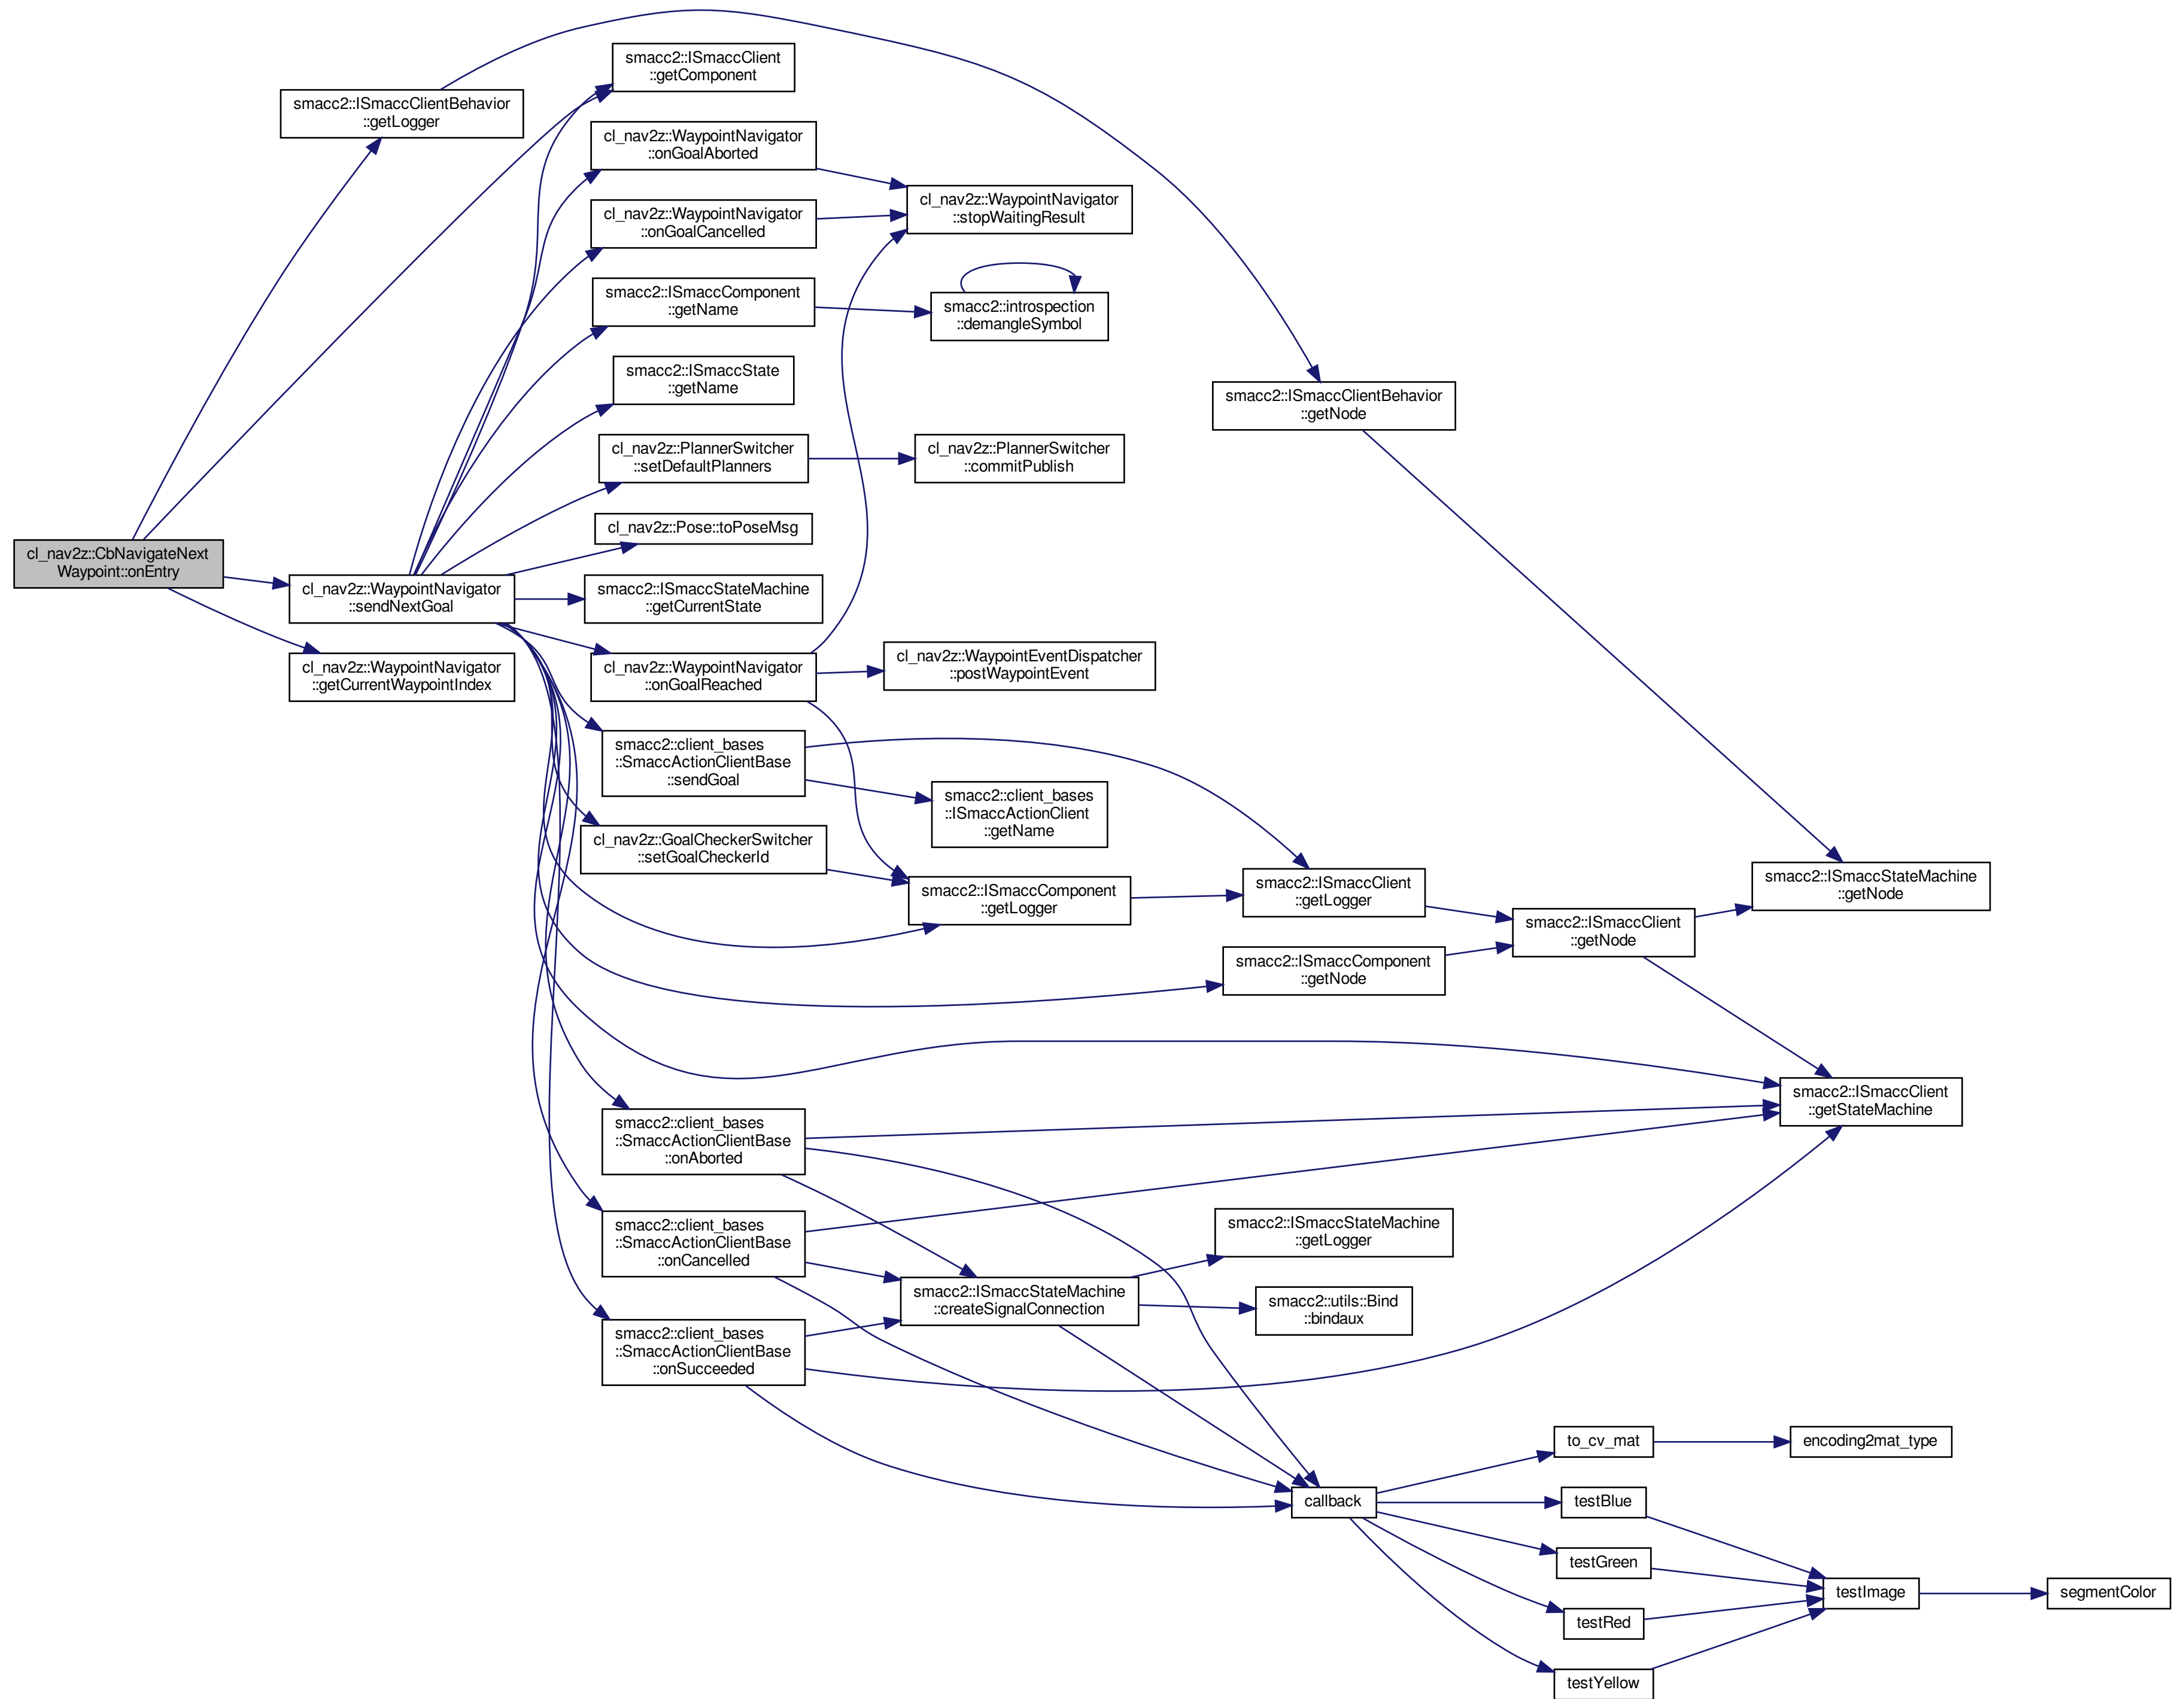 smacc2::ISmaccClient
::getComponent
smacc2::ISmaccClientBehavior
::getLogger
cl_nav2z::WaypointNavigator
::onGoalAborted
cl_nav2z::WaypointNavigator
::stopWaitingResult
cl_nav2z::WaypointNavigator
::onGoalCancelled
smacc2::ISmaccComponent
::getName
smacc2::introspection
::demangleSymbol
smacc2::ISmaccState
::getName
smacc2::ISmaccClientBehavior
::getNode
cl_nav2z::PlannerSwitcher
::setDefaultPlanners
cl_nav2z::PlannerSwitcher
::commitPublish
cl_nav2z::Pose::toPoseMsg
cl_nav2z::CbNavigateNext
Waypoint::onEntry
cl_nav2z::WaypointNavigator
::sendNextGoal
smacc2::ISmaccStateMachine
::getCurrentState
cl_nav2z::WaypointNavigator
::getCurrentWaypointIndex
cl_nav2z::WaypointNavigator
::onGoalReached
cl_nav2z::WaypointEventDispatcher
::postWaypointEvent
smacc2::client_bases
::SmaccActionClientBase
::sendGoal
smacc2::client_bases
::ISmaccActionClient
::getName
cl_nav2z::GoalCheckerSwitcher
::setGoalCheckerId
smacc2::ISmaccComponent
::getLogger
smacc2::ISmaccClient
::getLogger
smacc2::ISmaccStateMachine
::getNode
smacc2::ISmaccClient
::getNode
smacc2::ISmaccComponent
::getNode
smacc2::ISmaccClient
::getStateMachine
smacc2::client_bases
::SmaccActionClientBase
::onAborted
smacc2::client_bases
::SmaccActionClientBase
::onCancelled
smacc2::ISmaccStateMachine
::getLogger
smacc2::ISmaccStateMachine
::createSignalConnection
smacc2::utils::Bind
::bindaux
smacc2::client_bases
::SmaccActionClientBase
::onSucceeded
to_cv_mat
encoding2mat_type
callback
testBlue
testGreen
testImage
segmentColor
testRed
testYellow